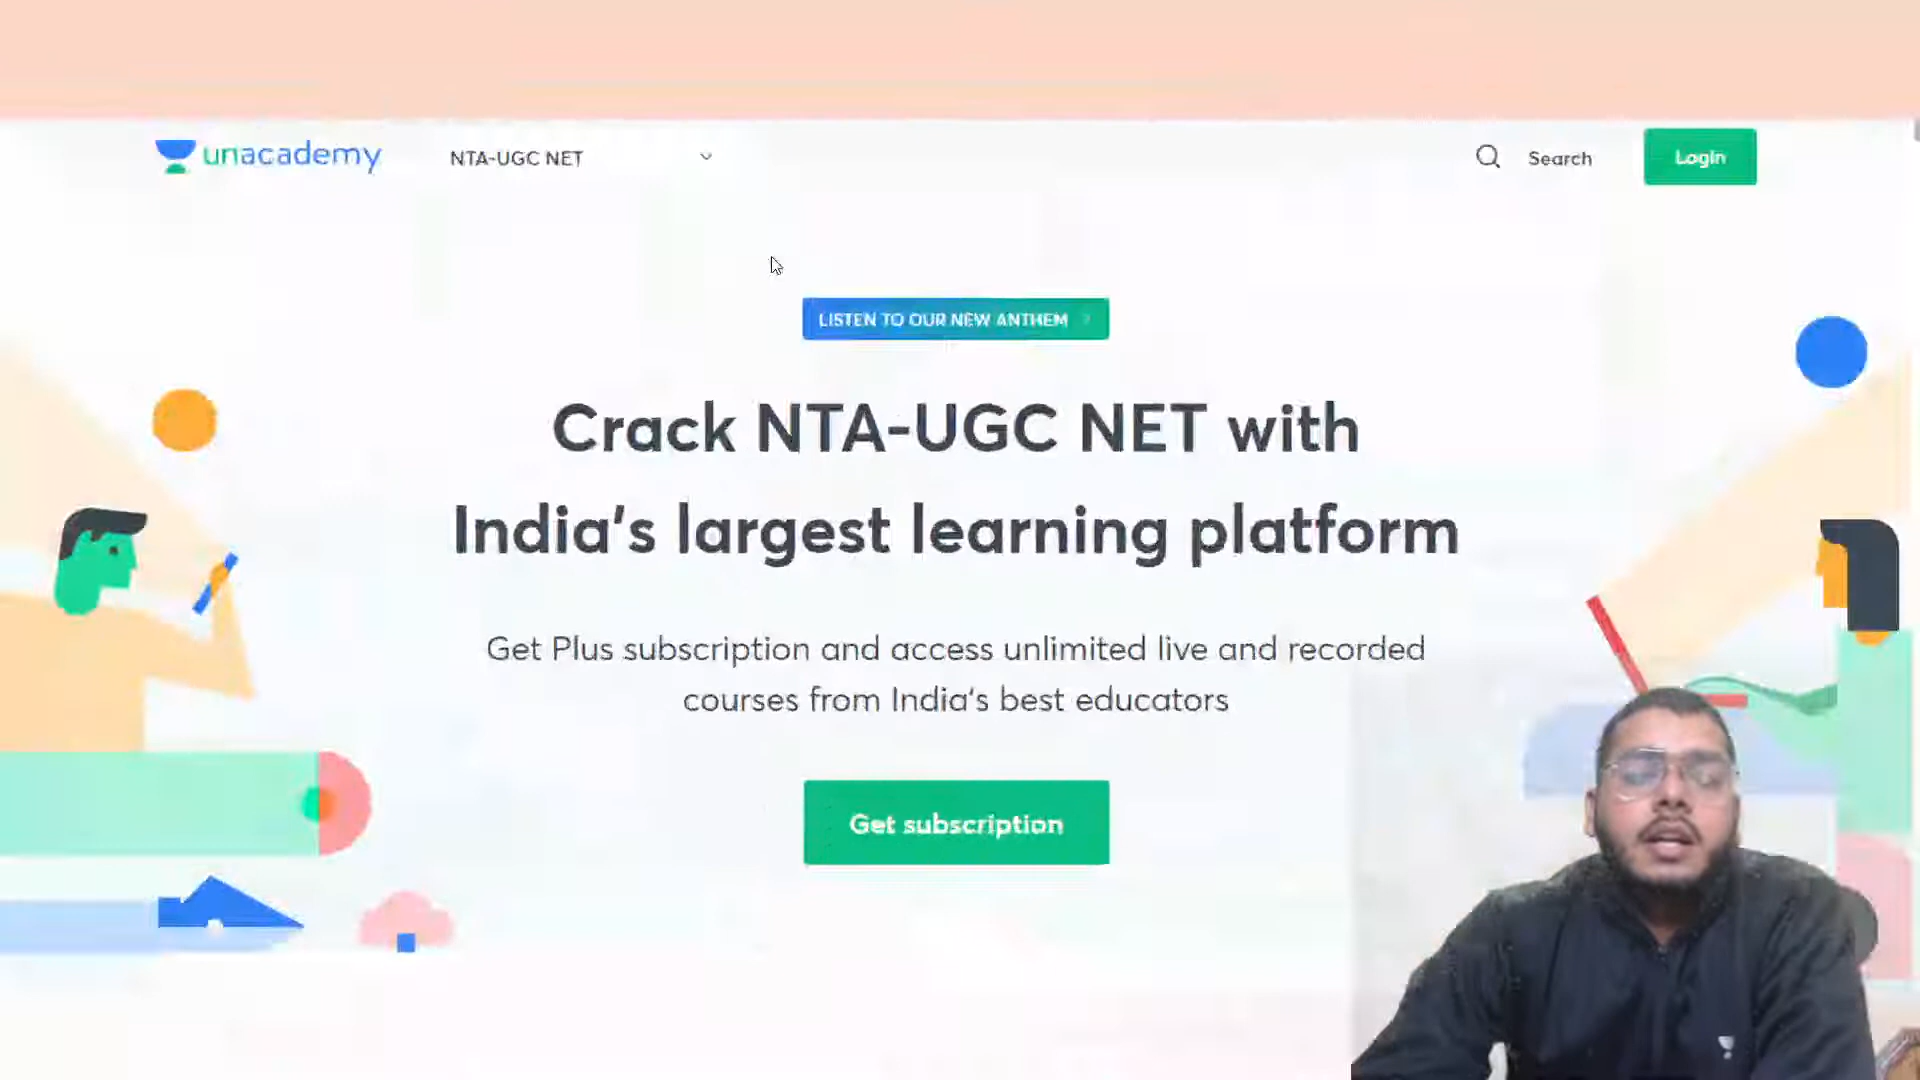 unacademy
NTA-UGC NET
Search
Login
LISTEN TO OUR NEW ANTHEM
Crack NTA-UGC NET with
India's largest learning platform
Get Plus subscription and access unlimited live and recorded
courses from India's best educators
Get subscription